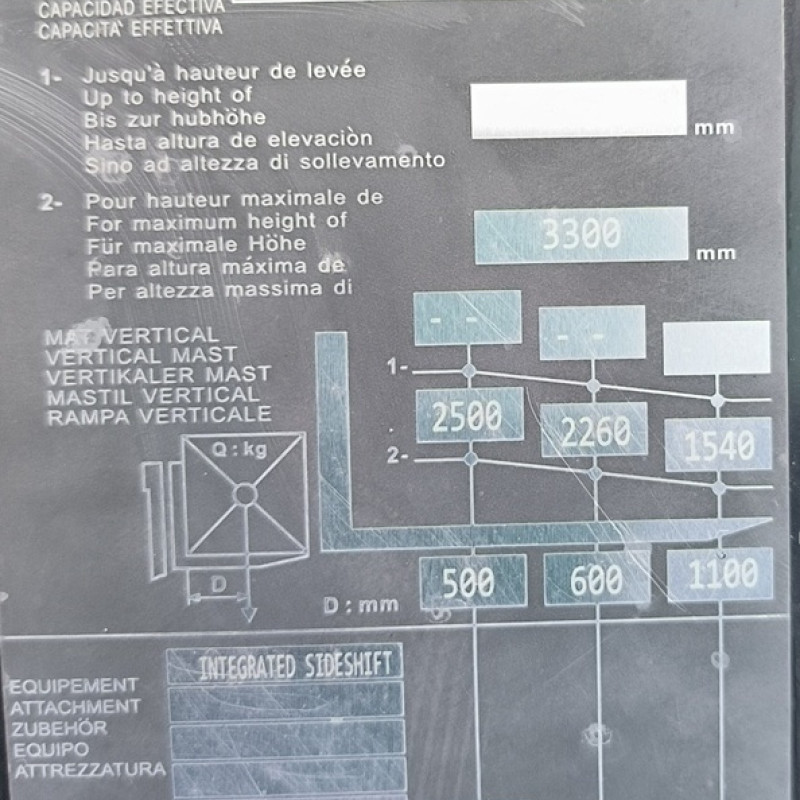 CAPACIDAD EFECTIVA
CAPACITA' EFFETTIVA
1- Jusqu'à hauteur de levée
Up to height of
Bis zur hubhöhe
Hasta altura de elevaciòn
Sino ad altezza di sollevamento
mm
2- Pour hauteur maximale de
For maximum height of
Für maximale Höhe
Para altura máxima de
Per altezza massima di
3300 mm
MAT VERTICAL
VERTICAL MAST
VERTIKALER MAST
MASTIL VERTICAL
RAMPA VERTICALE
- - - -
1-
2500 2260 1540
2-
Q : kg
D
D : mm
500 600 1100
INTEGRATED SIDESHIFT
EQUIPEMENT
ATTACHMENT
ZUBEHÓR
EQUIPO
ATTREZZATURA